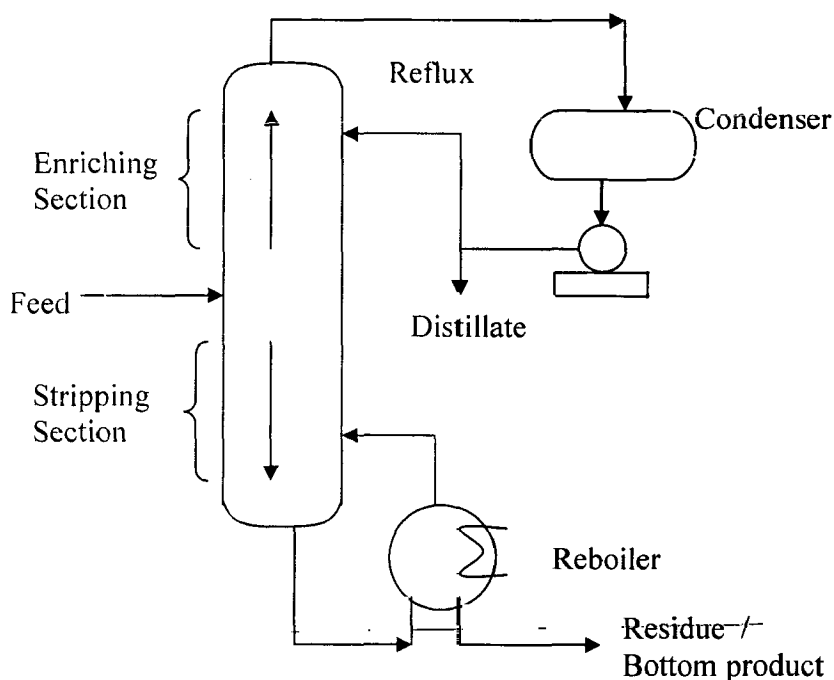 Reflux
Condenser
Enriching
Section
Feed
Distillate
Stripping
Section
Reboiler
Residue /
Bottom product